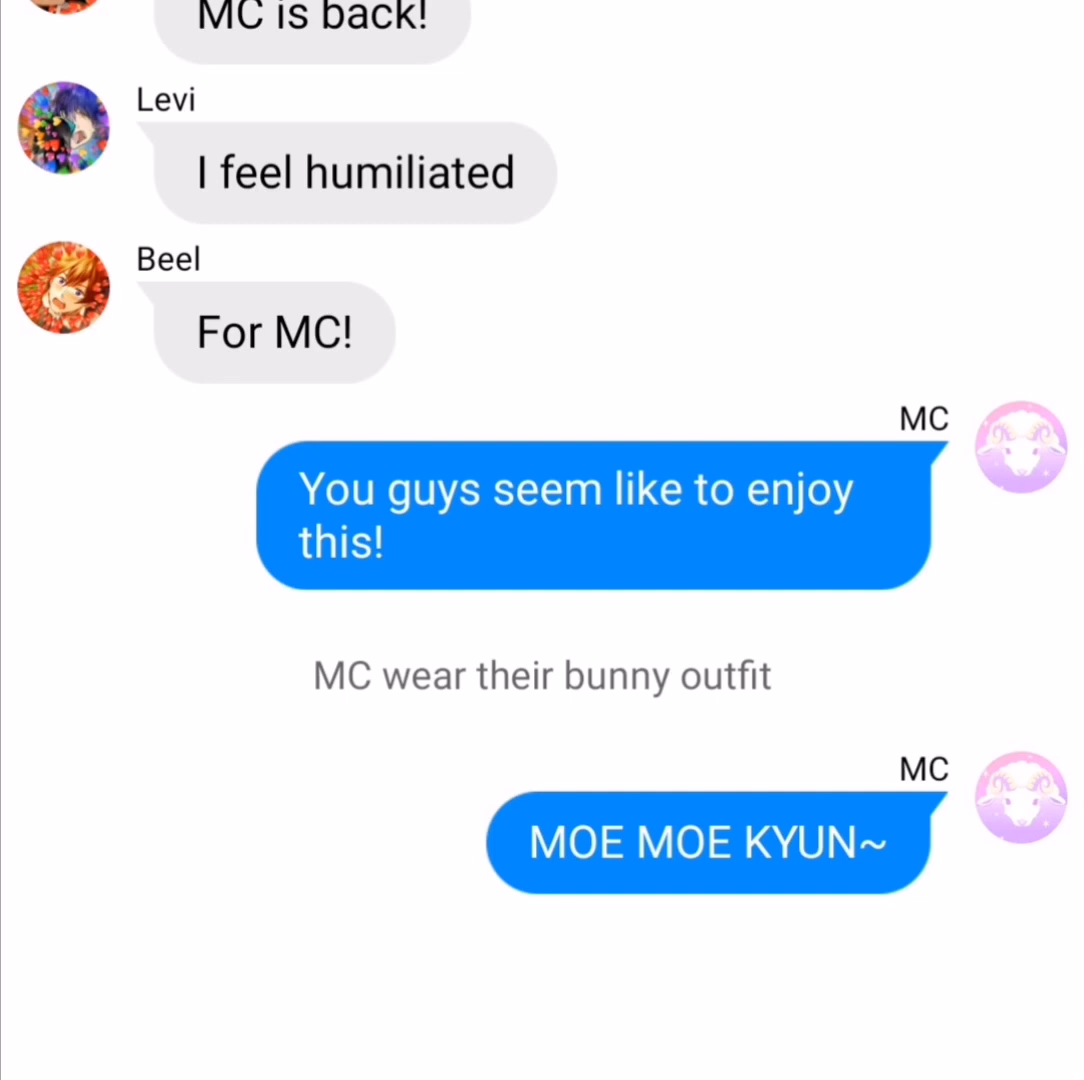 MC is back!
Levi
I feel humiliated
Beel
For MC!
MC
You guys seem like to enjoy
this!
MC wear their bunny outfit
MC
MOE MOE KYUN~